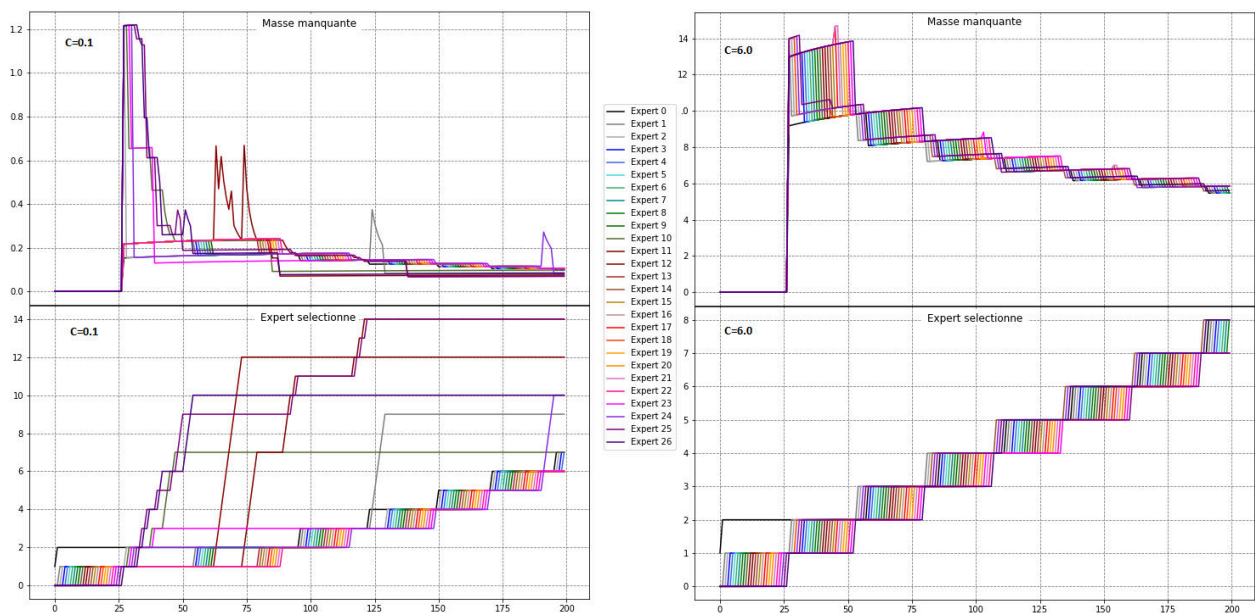 Masse manquante
C=0.1
1.2
1.0
0.8
0.6
0.4
0.2
0.0
Expert selectionne
C=0.1
14
12
10
8
6
4
2
0
0 25 50 75 100 125 150 175 200
Expert 0
Expert 1
Expert 2
Expert 3
Expert 4
Expert 5
Expert 6
Expert 7
Expert 8
Expert 9
Expert 10
Expert 11
Expert 12
Expert 13
Expert 14
Expert 15
Expert 16
Expert 17
Expert 18
Expert 19
Expert 20
Expert 21
Expert 22
Expert 23
Expert 24
Expert 25
Expert 26
Masse manquante
C=6.0
14
12
10
8
6
4
2
0
Expert selectionne
C=6.0
8
7
6
5
4
3
2
1
0
0 25 50 75 100 125 150 175 200